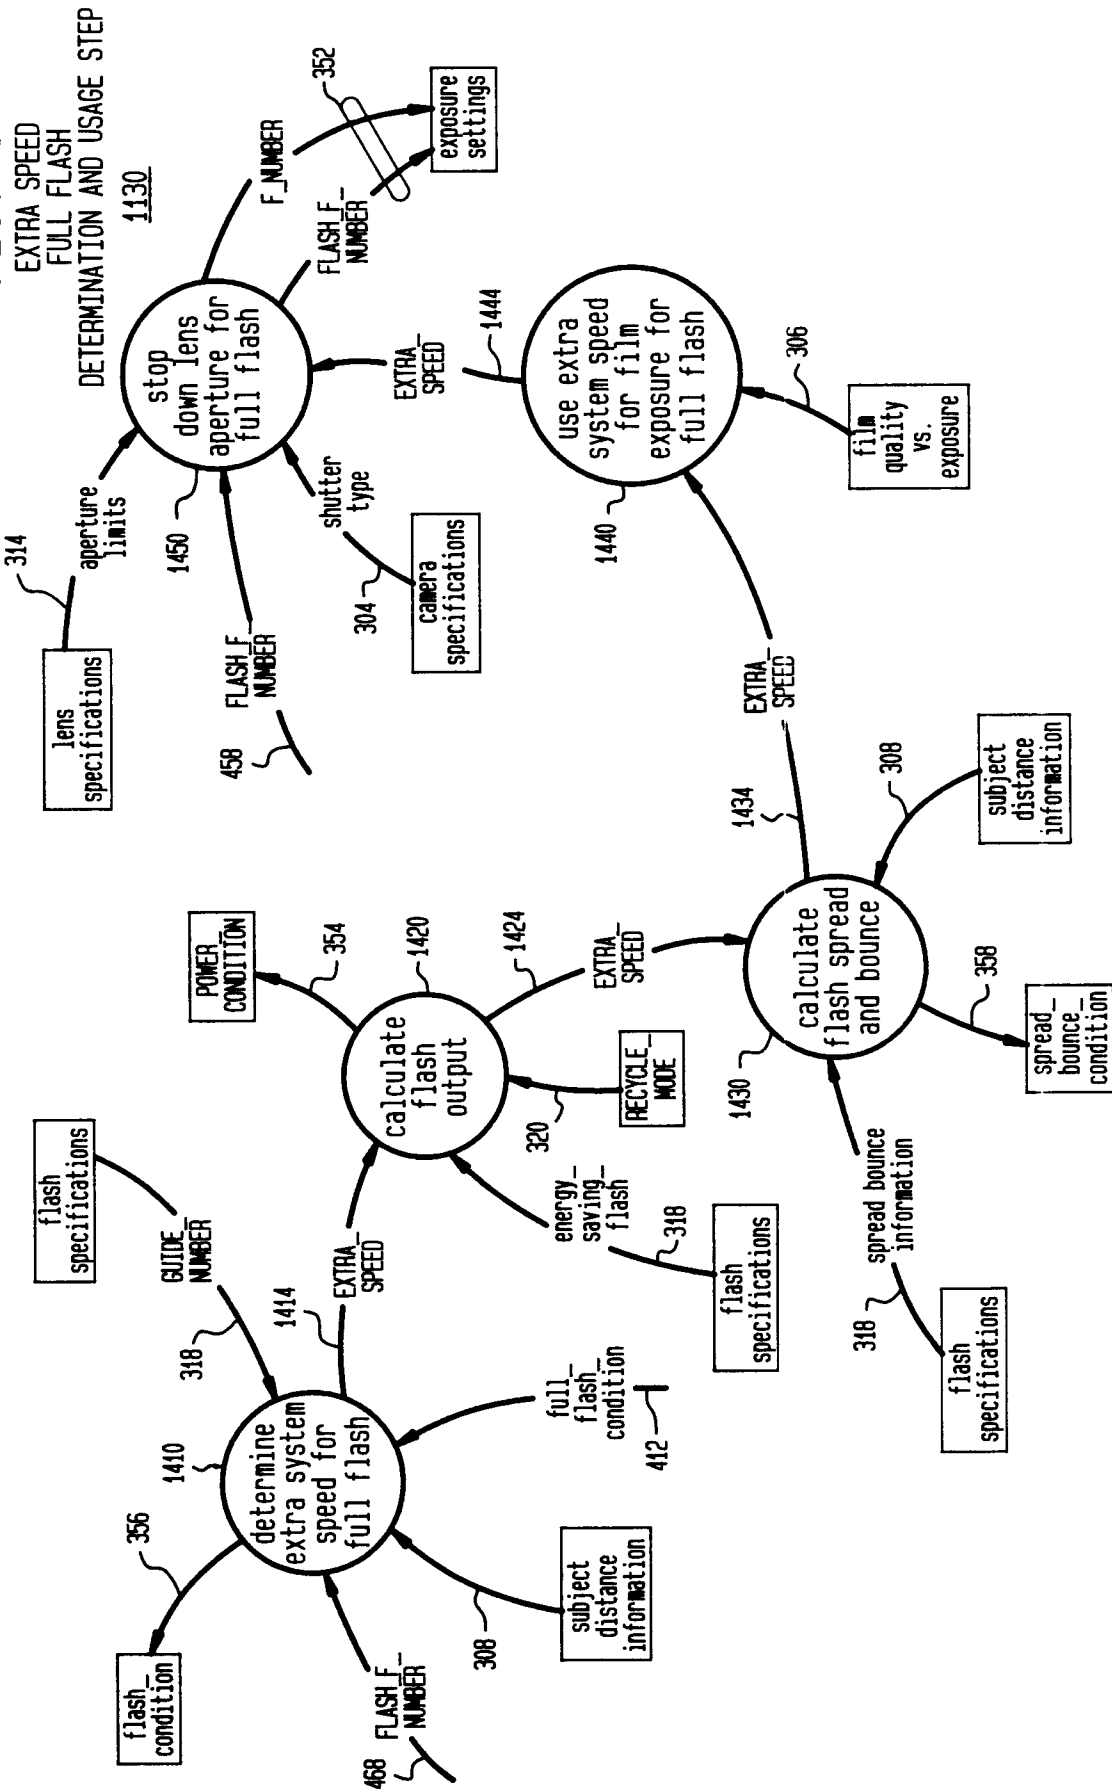 EXTRA SPEED
FULL FLASH
DETERMINATION AND USAGE STEP
1130
flash_
condition
356
1410
determine
extra system
speed for
full flash
468
FLASH_F_
NUMBER
308
subject
distance
information
412
full_
flash_
condition
318
GUIDE_
NUMBER
flash
specifications
1414
EXTRA_
SPEED
POWER_
CONDITION
354
1420
calculate
flash
output
energy_
saving_
flash
318
flash
specifications
320
RECYCLE_
MODE
1424
EXTRA_
SPEED
1430
calculate
flash spread
and bounce
318
spread bounce
information
flash
specifications
358
spread_
bounce_
condition
308
subject
distance
information
1434
EXTRA_
SPEED
1440
use extra
system speed
for film
exposure for
full flash
306
film
quality
vs.
exposure
1444
EXTRA_
SPEED
lens
specifications
314
aperture
limits
1450
stop
down lens
aperture for
full flash
458
FLASH_F_
NUMBER
304
shutter
type
camera
specifications
F_NUMBER
FLASH_F_
NUMBER
352
exposure
settings